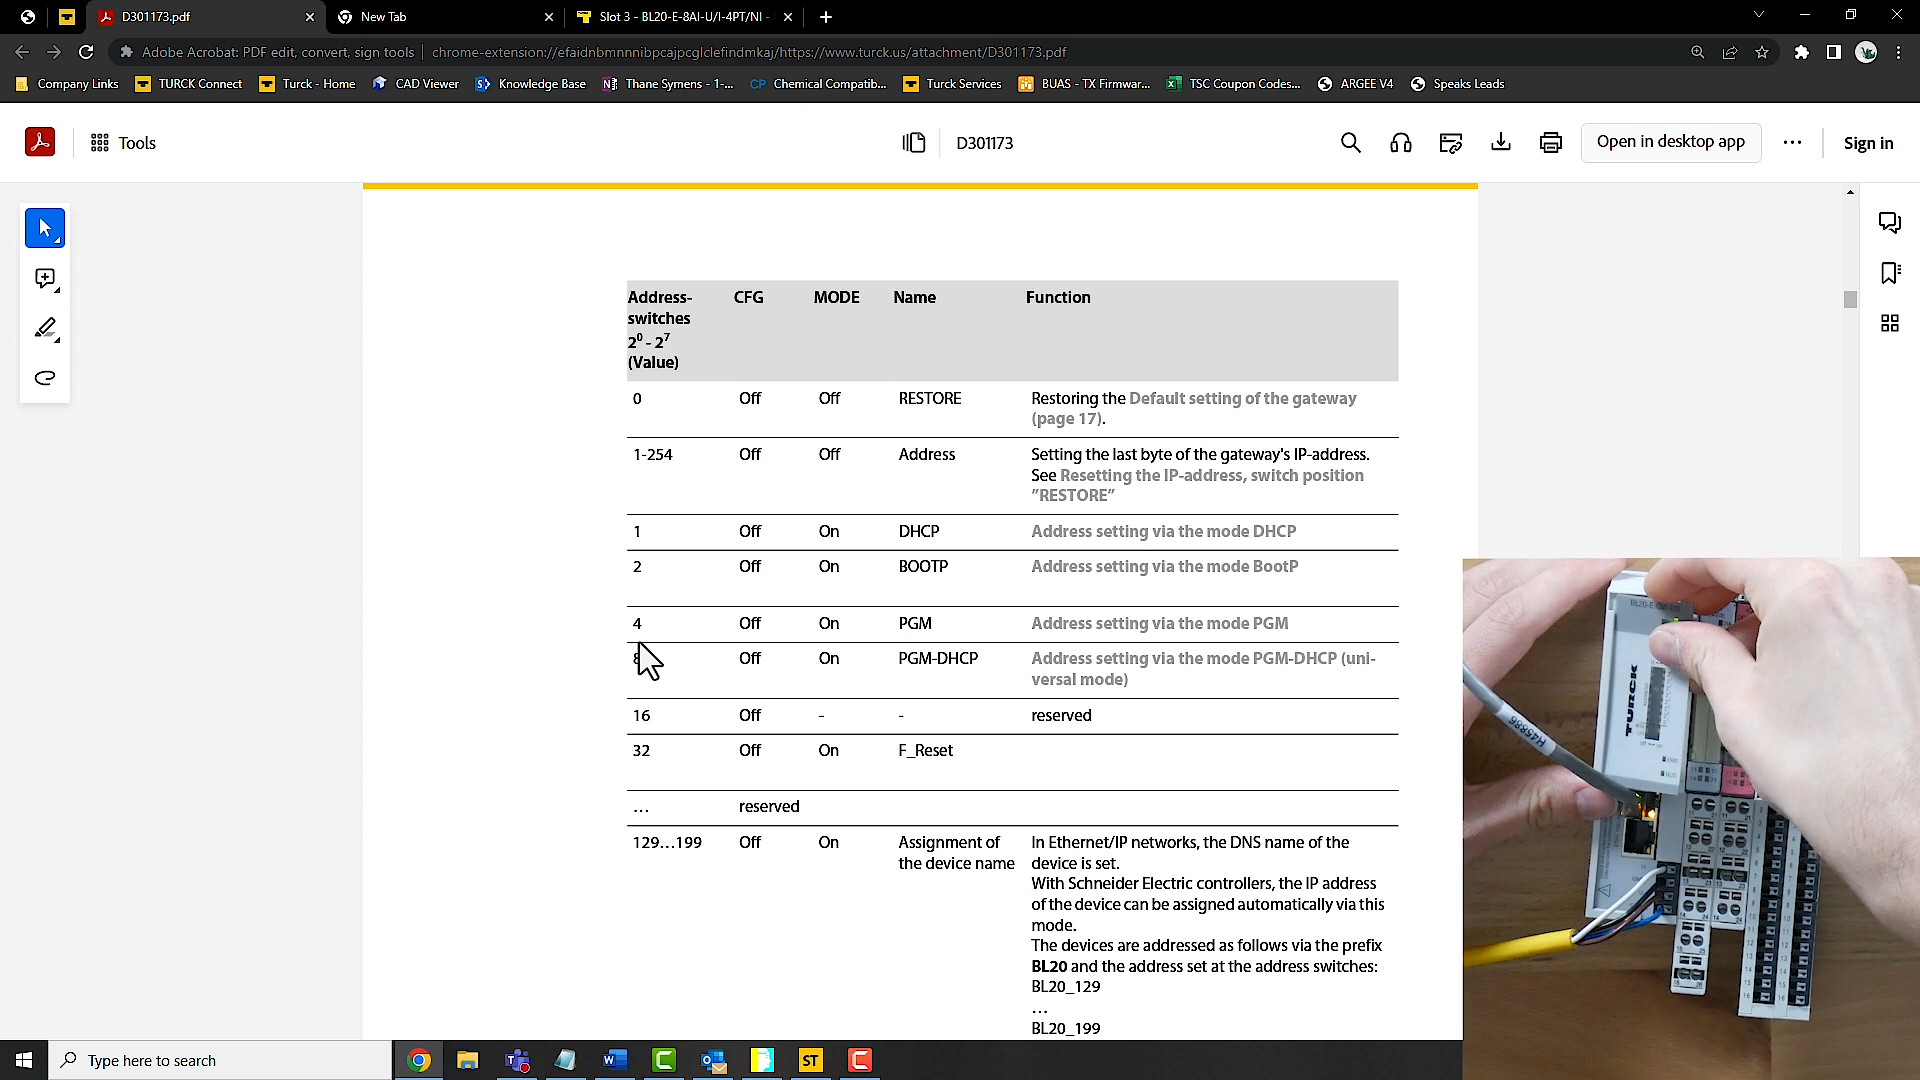 D301173.pdf
New Tab
Slot 3 - BL20-E-8AI-U/I-4PT/NI -
Adobe Acrobat: PDF edit, convert, sign tools
chrome-extension://efaidnbmnnnibpcajpcglclefindmkaj/https://www.turck.us/attachment/D301173.pdf
Company Links
TURCK Connect
Turck - Home
CAD Viewer
Knowledge Base
Thane Symens - 1-...
CP Chemical Compatib...
Turck Services
BUAS - TX Firmwar...
TSC Coupon Codes...
ARGEE V4
Speaks Leads
Tools
D301173
Open in desktop app
Sign in
Address-
switches
2⁰ - 2⁷
(Value)
CFG
MODE
Name
Function
0 Off Off RESTORE Restoring the Default setting of the gateway
(page 17).
1-254 Off Off Address Setting the last byte of the gateway's IP-address.
See Resetting the IP-address, switch position
"RESTORE"
1 Off On DHCP Address setting via the mode DHCP
2 Off On BOOTP Address setting via the mode BootP
4 Off On PGM Address setting via the mode PGM
8 Off On PGM-DHCP Address setting via the mode PGM-DHCP (uni-
versal mode)
16 Off - - reserved
32 Off On F_Reset
... reserved
129...199 Off On Assignment of
the device name
In Ethernet/IP networks, the DNS name of the
device is set.
With Schneider Electric controllers, the IP address
of the device can be assigned automatically via this
mode.
The devices are addressed as follows via the prefix
BL20 and the address set at the address switches:
BL20_129
...
BL20_199
TURCK
H45886
ERR
BUS
Type here to search
ST